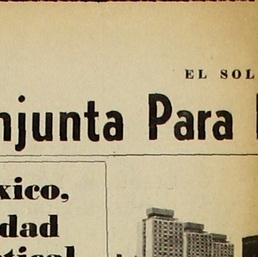 EL SOL
njunta Para
xico,
dad